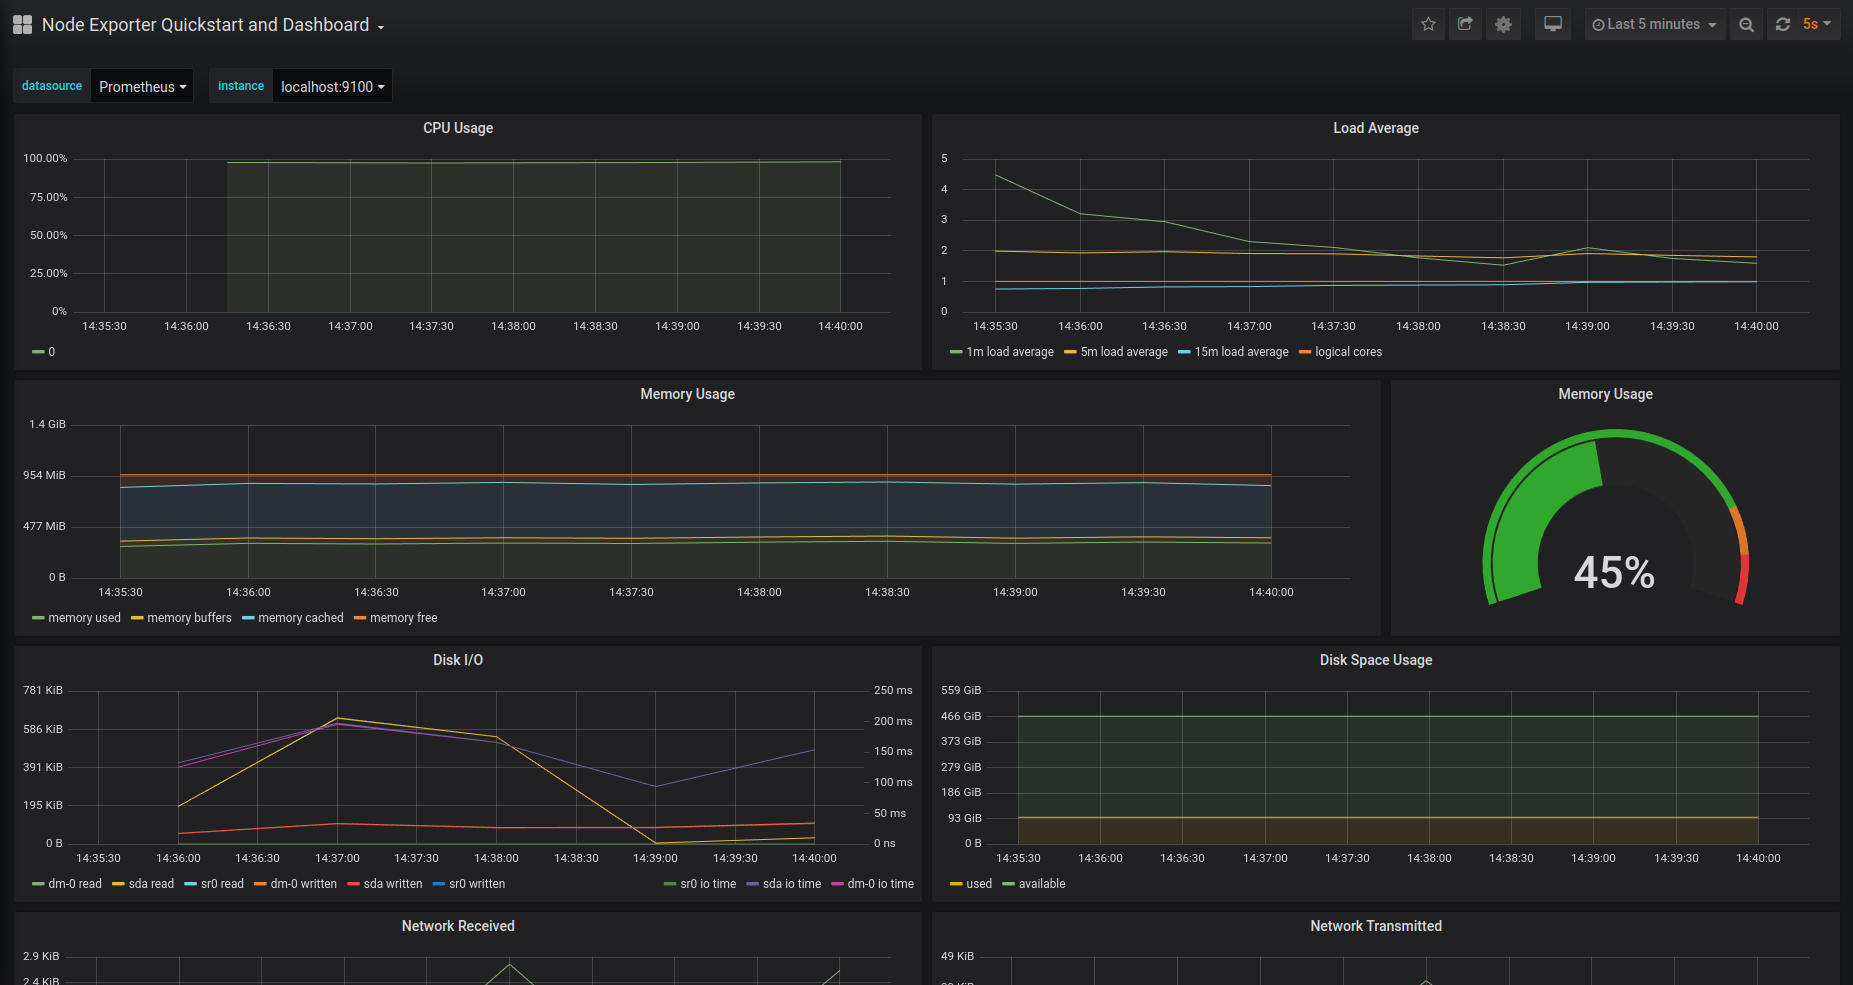 Node Exporter Quickstart and Dashboard
Last 5 minutes
5s
datasource Prometheus instance localhost:9100
CPU Usage
100.00%
75.00%
50.00%
25.00%
0%
14:35:30 14:36:00 14:36:30 14:37:00 14:37:30 14:38:00 14:38:30 14:39:00 14:39:30 14:40:00
0
Load Average
5
4
3
2
1
0
14:35:30 14:36:00 14:36:30 14:37:00 14:37:30 14:38:00 14:38:30 14:39:00 14:39:30 14:40:00
1m load average 5m load average 15m load average logical cores
Memory Usage
1.4 GiB
954 MiB
477 MiB
0 B
14:35:30 14:36:00 14:36:30 14:37:00 14:37:30 14:38:00 14:38:30 14:39:00 14:39:30 14:40:00
memory used memory buffers memory cached memory free
Memory Usage
45%
Disk I/O
781 KiB
586 KiB
391 KiB
195 KiB
0 B
250 ms
200 ms
150 ms
100 ms
50 ms
0 ns
14:35:30 14:36:00 14:36:30 14:37:00 14:37:30 14:38:00 14:38:30 14:39:00 14:39:30 14:40:00
dm-0 read sda read sr0 read dm-0 written sda written sr0 written sr0 io time sda io time dm-0 io time
Disk Space Usage
559 GiB
466 GiB
373 GiB
279 GiB
186 GiB
93 GiB
0 B
14:35:30 14:36:00 14:36:30 14:37:00 14:37:30 14:38:00 14:38:30 14:39:00 14:39:30 14:40:00
used available
Network Received
2.9 KiB
2.4 KiB
Network Transmitted
49 KiB